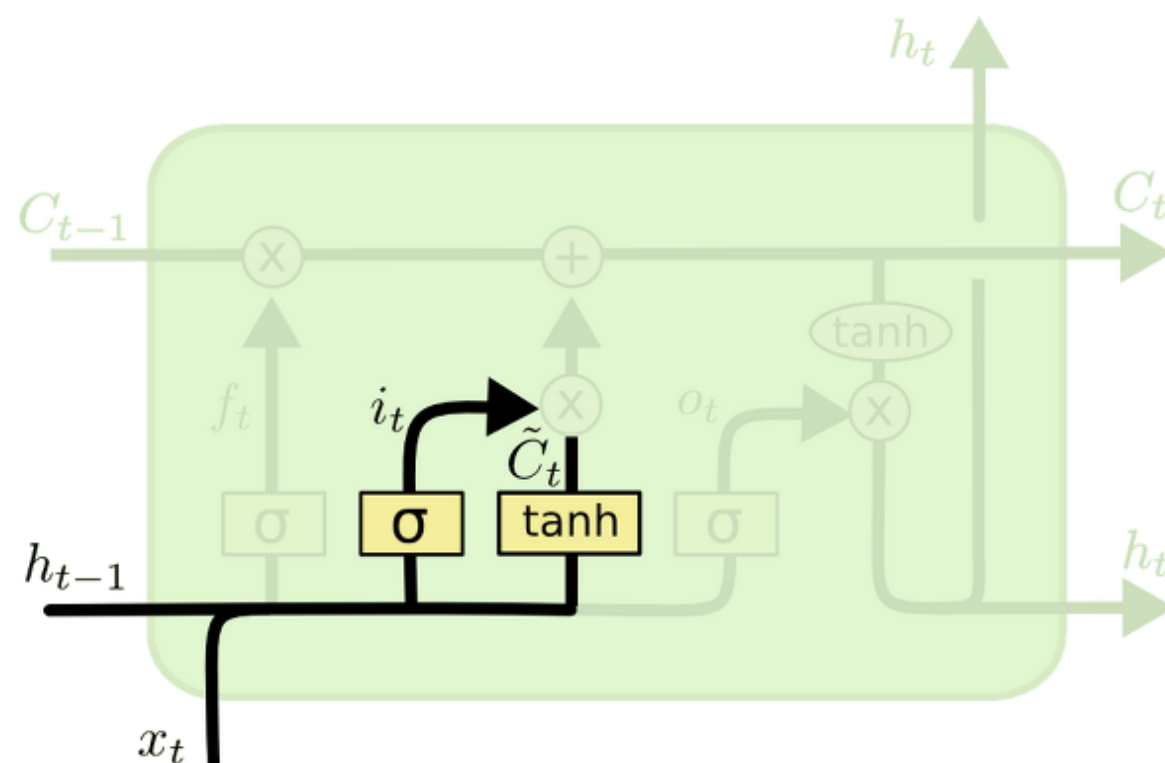 h_t
C_{t-1}
C_t
x
+
tanh
f_t
i_t
x
o_t
x
C̃_t
σ
σ
tanh
σ
h_{t-1}
h_t
x_t